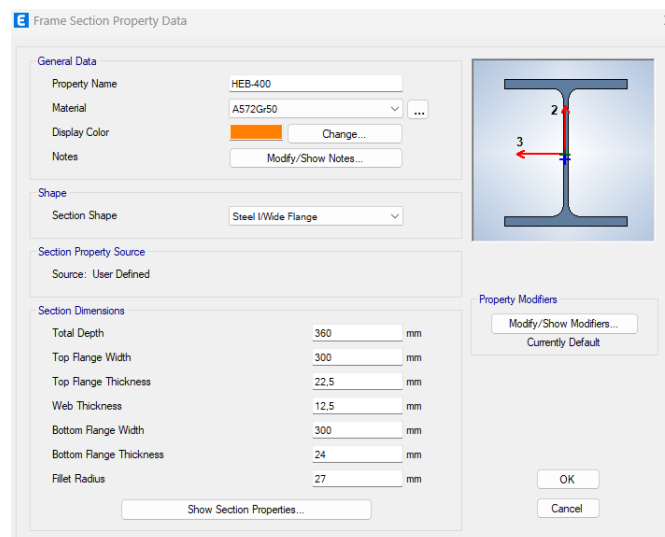 E Frame Section Property Data
General Data
Property Name HEB-400
Material A572Gr50 ...
Display Color Change...
Notes Modify/Show Notes...
Shape
Section Shape Steel I/Wide Flange
Section Property Source
Source: User Defined
Section Dimensions
Total Depth 360 mm
Top Flange Width 300 mm
Top Flange Thickness 22,5 mm
Web Thickness 12,5 mm
Bottom Flange Width 300 mm
Bottom Flange Thickness 24 mm
Fillet Radius 27 mm
Show Section Properties...
2
3
Property Modifiers
Modify/Show Modifiers...
Currently Default
OK
Cancel